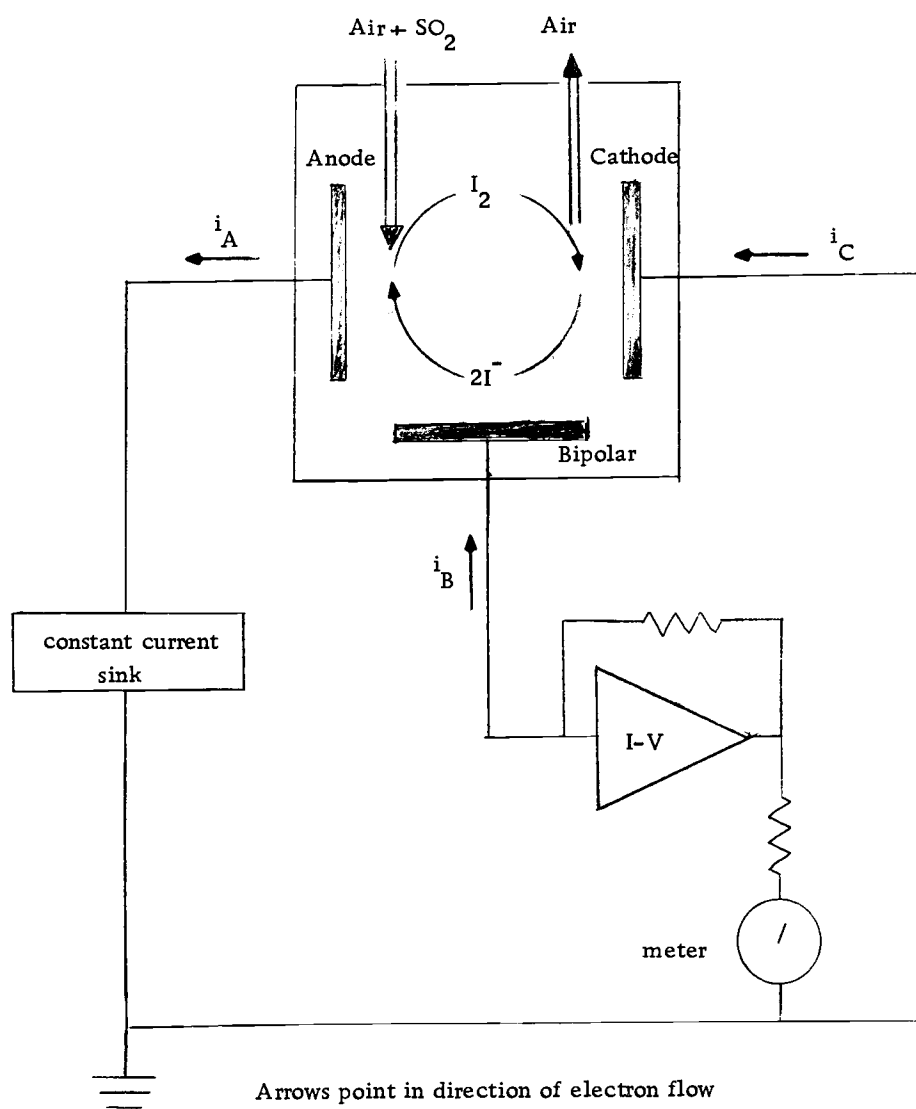 Air + SO2
Air
Anode
Cathode
I2
iA
iC
2I-
Bipolar
iB
constant current
sink
I-V
meter
Arrows point in direction of electron flow